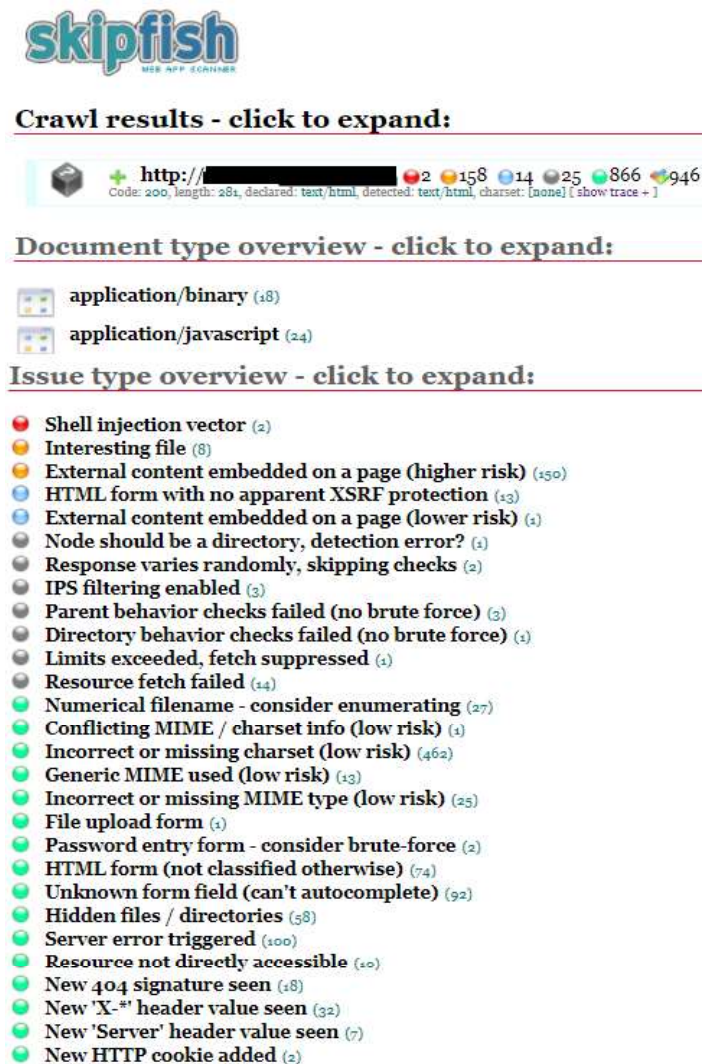 skipfish
WEB APP SCANNER
Crawl results - click to expand:
http:// 2 158 14 25 866 946
Code: 200, length: 281, declared: text/html, detected: text/html, charset: [none] [ show trace + ]
Document type overview - click to expand:
application/binary (18)
application/javascript (24)
Issue type overview - click to expand:
Shell injection vector (2)
Interesting file (8)
External content embedded on a page (higher risk) (150)
HTML form with no apparent XSRF protection (13)
External content embedded on a page (lower risk) (1)
Node should be a directory, detection error? (1)
Response varies randomly, skipping checks (2)
IPS filtering enabled (3)
Parent behavior checks failed (no brute force) (3)
Directory behavior checks failed (no brute force) (1)
Limits exceeded, fetch suppressed (1)
Resource fetch failed (14)
Numerical filename - consider enumerating (27)
Conflicting MIME / charset info (low risk) (1)
Incorrect or missing charset (low risk) (462)
Generic MIME used (low risk) (13)
Incorrect or missing MIME type (low risk) (25)
File upload form (1)
Password entry form - consider brute-force (2)
HTML form (not classified otherwise) (74)
Unknown form field (can't autocomplete) (92)
Hidden files / directories (58)
Server error triggered (100)
Resource not directly accessible (10)
New 404 signature seen (18)
New 'X-*' header value seen (32)
New 'Server' header value seen (7)
New HTTP cookie added (2)